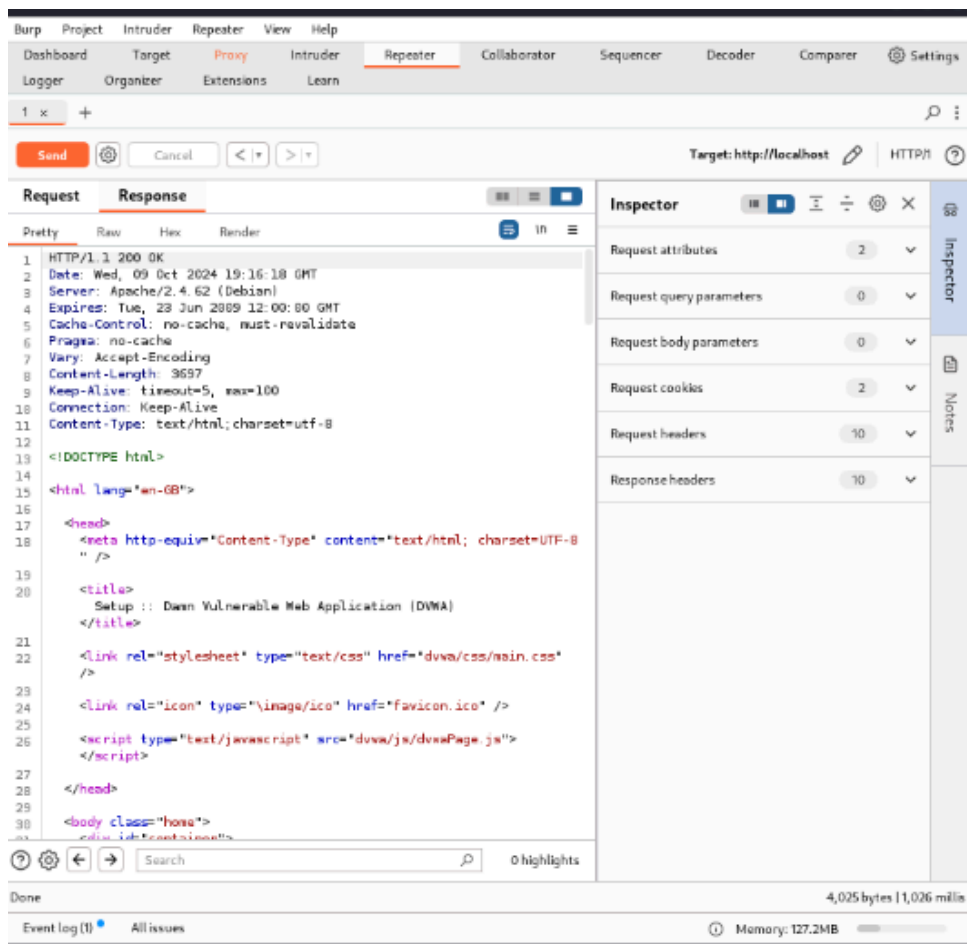 Burp Project Intruder Repeater View Help
Dashboard Target Proxy Intruder Repeater Collaborator Sequencer Decoder Comparer Settings
Logger Organizer Extensions Learn
1 × +
Send Cancel < | ▾ > | ▾ Target: http://localhost HTTP/1 ?
Request Response
Pretty Raw Hex Render \n
1 HTTP/1.1 200 OK
2 Date: Wed, 09 Oct 2024 19:16:18 GMT
3 Server: Apache/2.4.62 (Debian)
4 Expires: Tue, 23 Jun 2009 12:00:00 GMT
5 Cache-Control: no-cache, must-revalidate
6 Pragma: no-cache
7 Vary: Accept-Encoding
8 Content-Length: 3697
9 Keep-Alive: timeout=5, max=100
10 Connection: Keep-Alive
11 Content-Type: text/html;charset=utf-8
12
13 <!DOCTYPE html>
14
15 <html lang="en-GB">
16
17 <head>
18 <meta http-equiv="Content-Type" content="text/html; charset=UTF-8
" />
19
20 <title>
Setup :: Damn Vulnerable Web Application (DVWA)
</title>
21
22 <link rel="stylesheet" type="text/css" href="dvwa/css/main.css"
/>
23
24 <link rel="icon" type="\image/ico" href="favicon.ico" />
25
26 <script type="text/javascript" src="dvwa/js/dvwaPage.js">
</script>
27
28 </head>
29
30 <body class="home">
<div id="container">
Inspector
Request attributes 2
Request query parameters 0
Request body parameters 0
Request cookies 2
Request headers 10
Response headers 10
Inspector
Notes
Search 0 highlights
Done 4,025 bytes | 1,026 millis
Event log (1) All issues Memory: 127.2MB